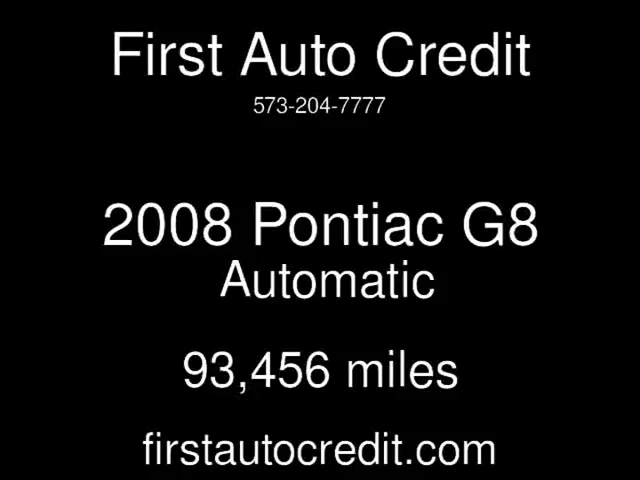 First Auto Credit
573-204-7777
2008 Pontiac G8
Automatic
93,456 miles
firstautocredit.com